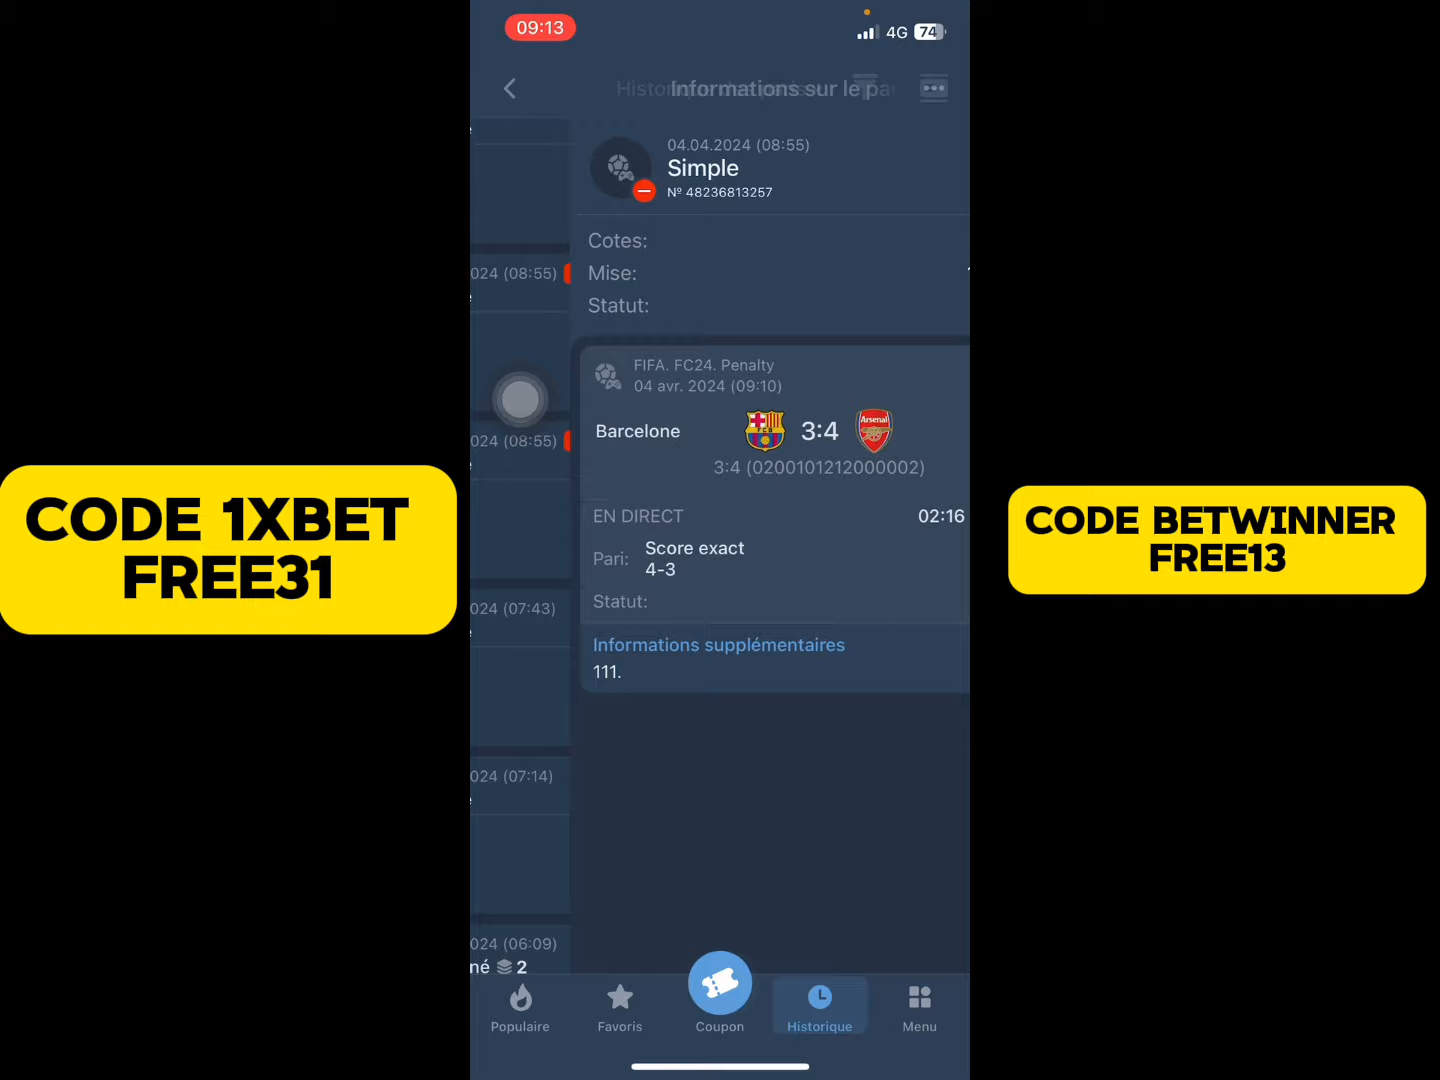 09:13
4G 74
Informations sur le pa
04.04.2024 (08:55)
Simple
Nº 48236813257
Cotes:
Mise:
Statut:
024 (08:55)
FIFA. FC24. Penalty
04 avr. 2024 (09:10)
Barcelone
3:4
Arsenal
3:4 (0200101212000002)
024 (08:55)
EN DIRECT
02:16
Pari:
Score exact
4-3
Statut:
024 (07:43)
Informations supplémentaires
111.
024 (07:14)
024 (06:09)
né 2
Populaire
Favoris
Coupon
Historique
Menu
CODE 1XBET
FREE31
CODE BETWINNER
FREE13